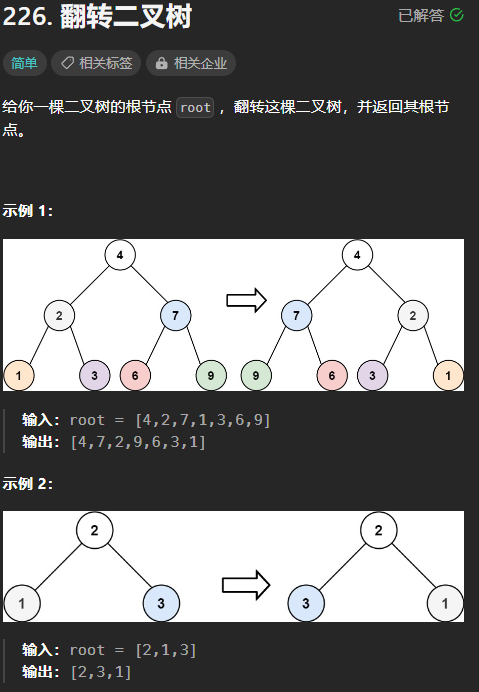 226. 翻转二叉树
已解答
简单 相关标签 相关企业
给你一棵二叉树的根节点 root ，翻转这棵二叉树，并返回其根节
点。
示例 1：
4 4
2 7 7 2
1 3 6 9 9 6 3 1
输入：root = [4,2,7,1,3,6,9]
输出：[4,7,2,9,6,3,1]
示例 2：
2 2
1 3 3 1
输入：root = [2,1,3]
输出：[2,3,1]